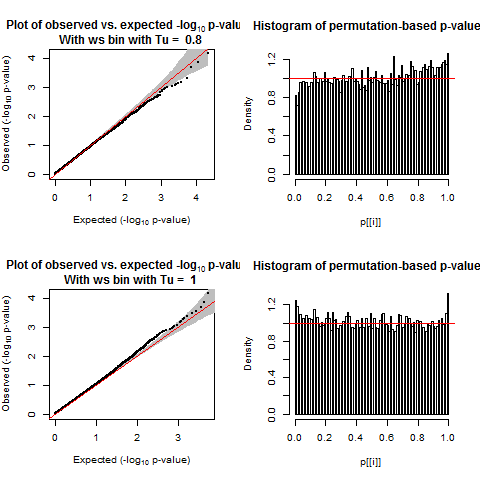 Plot of observed vs. expected -log10 p-valu
With ws bin with Tu = 0.8
Observed (-log10 p-value)
4
3
2
1
0
0 1 2 3 4
Expected (-log10 p-value)
Histogram of permutation-based p-value
Density
1.2
0.8
0.4
0.0
0.0 0.2 0.4 0.6 0.8 1.0
p[[i]]
Plot of observed vs. expected -log10 p-valu
With ws bin with Tu = 1
Observed (-log10 p-value)
4
3
2
1
0
0 1 2 3
Expected (-log10 p-value)
Histogram of permutation-based p-value
Density
1.2
0.8
0.4
0.0
0.0 0.2 0.4 0.6 0.8 1.0
p[[i]]